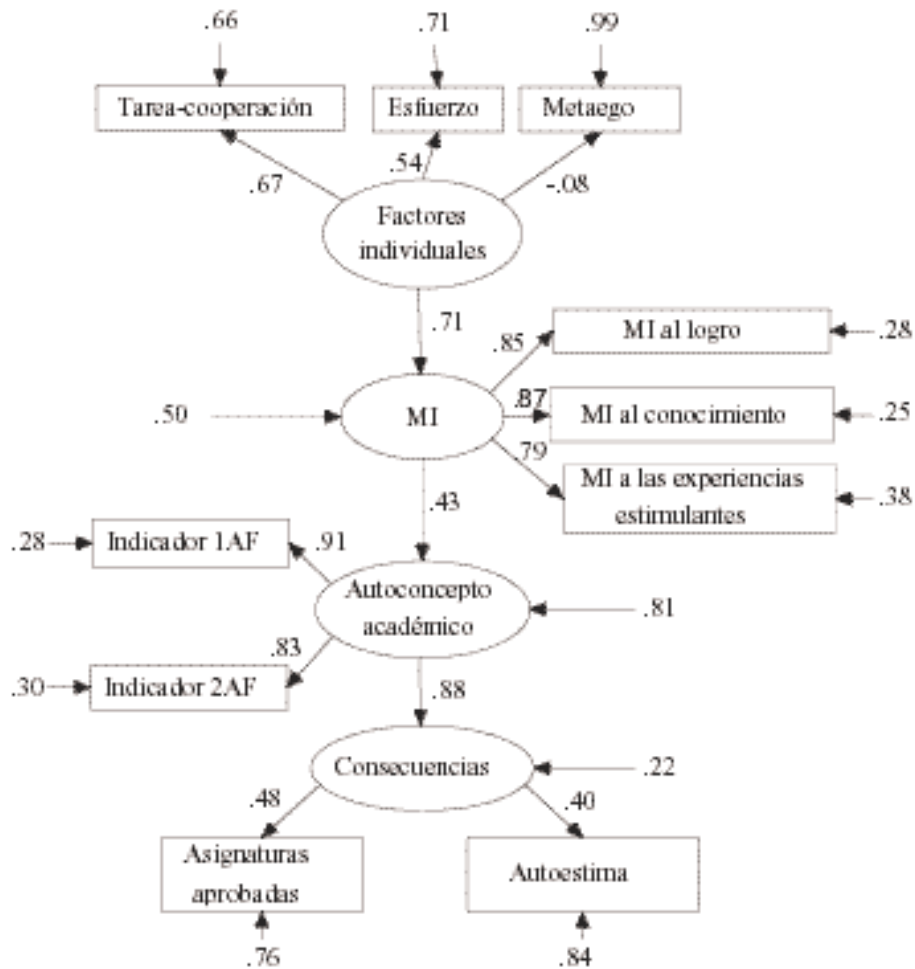 .66
.71
.99
Tarea-cooperación
Esfuerzo
Metaego
.67
.54
-.08
Factores
individuales
.71
.85
MI al logro
.28
.50
MI
.87
MI al conocimiento
.25
.79
MI a las experiencias
estimulantes
.38
.43
.28
Indicador 1AF
.91
Autoconcepto
académico
.81
.83
.30
Indicador 2AF
.88
Consecuencias
.22
.48
.40
Asignaturas
aprobadas
Autoestima
.76
.84